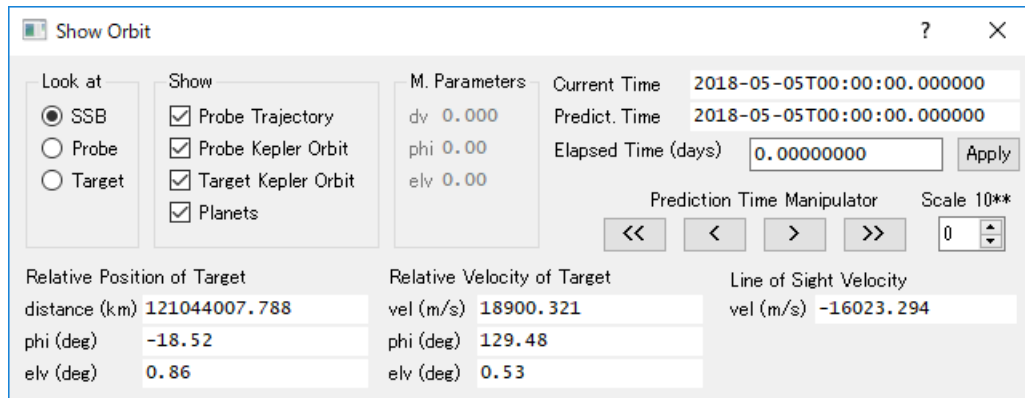 Show Orbit ? ×
Look at
SSB
Probe
Target
Show
Probe Trajectory
Probe Kepler Orbit
Target Kepler Orbit
Planets
M. Parameters
dv 0.000
phi 0.00
elv 0.00
Current Time 2018-05-05T00:00:00.000000
Predict. Time 2018-05-05T00:00:00.000000
Elapsed Time (days) 0.00000000 Apply
Prediction Time Manipulator Scale 10**
<< < > >> 0
Relative Position of Target
distance (km) 121044007.788
phi (deg) -18.52
elv (deg) 0.86
Relative Velocity of Target
vel (m/s) 18900.321
phi (deg) 129.48
elv (deg) 0.53
Line of Sight Velocity
vel (m/s) -16023.294